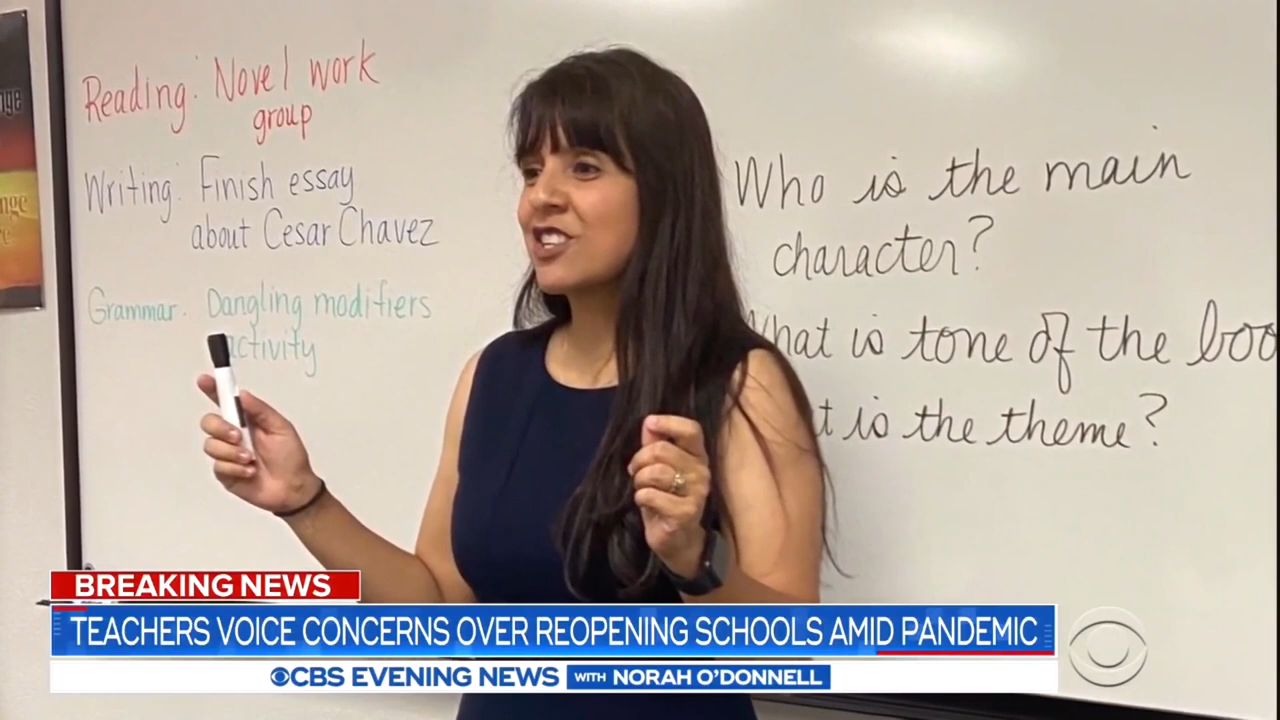 nge
nge
Reading: Novel work
group
Writing: Finish essay
about Cesar Chavez
Grammar. Dangling modifiers
activity
Who is the main
character?
hat is tone of the boo
t is the theme?
BREAKING NEWS
TEACHERS VOICE CONCERNS OVER REOPENING SCHOOLS AMID PANDEMIC
CBS EVENING NEWS WITH NORAH O'DONNELL